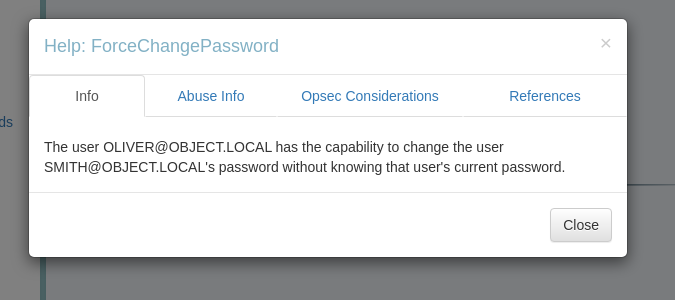 Help: ForceChangePassword
×
Info
Abuse Info
Opsec Considerations
References
ds
The user OLIVER@OBJECT.LOCAL has the capability to change the user
SMITH@OBJECT.LOCAL's password without knowing that user's current password.
Close